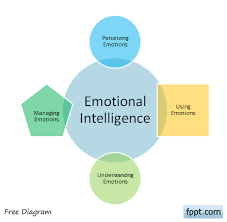 Perceiving
Emotions
Managing
Emotions
Emotional
Intelligence
Using
Emotions
Understanding
Emotions
Free Diagram
fppt.com